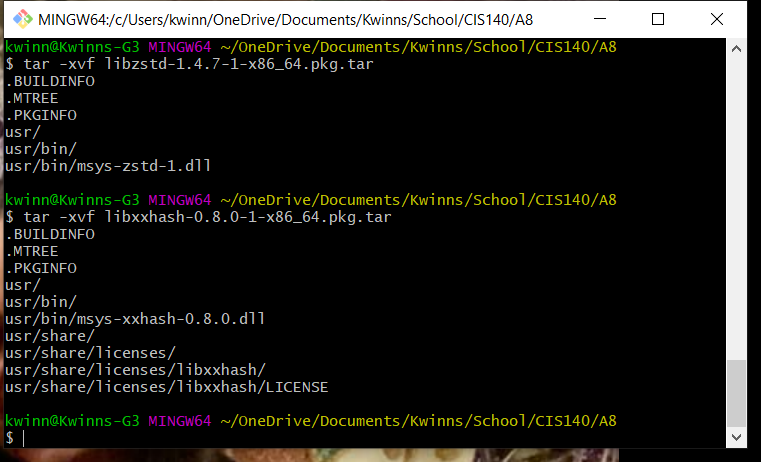 MINGW64:/c/Users/kwinn/OneDrive/Documents/Kwinns/School/CIS140/A8
kwinn@Kwinns-G3 MINGW64 ~/OneDrive/Documents/Kwinns/School/CIS140/A8
$ tar -xvf libzstd-1.4.7-1-x86_64.pkg.tar
.BUILDINFO
.MTREE
.PKGINFO
usr/
usr/bin/
usr/bin/msys-zstd-1.dll
kwinn@Kwinns-G3 MINGW64 ~/OneDrive/Documents/Kwinns/School/CIS140/A8
$ tar -xvf libxxhash-0.8.0-1-x86_64.pkg.tar
.BUILDINFO
.MTREE
.PKGINFO
usr/
usr/bin/
usr/bin/msys-xxhash-0.8.0.dll
usr/share/
usr/share/licenses/
usr/share/licenses/libxxhash/
usr/share/licenses/libxxhash/LICENSE
kwinn@Kwinns-G3 MINGW64 ~/OneDrive/Documents/Kwinns/School/CIS140/A8
$